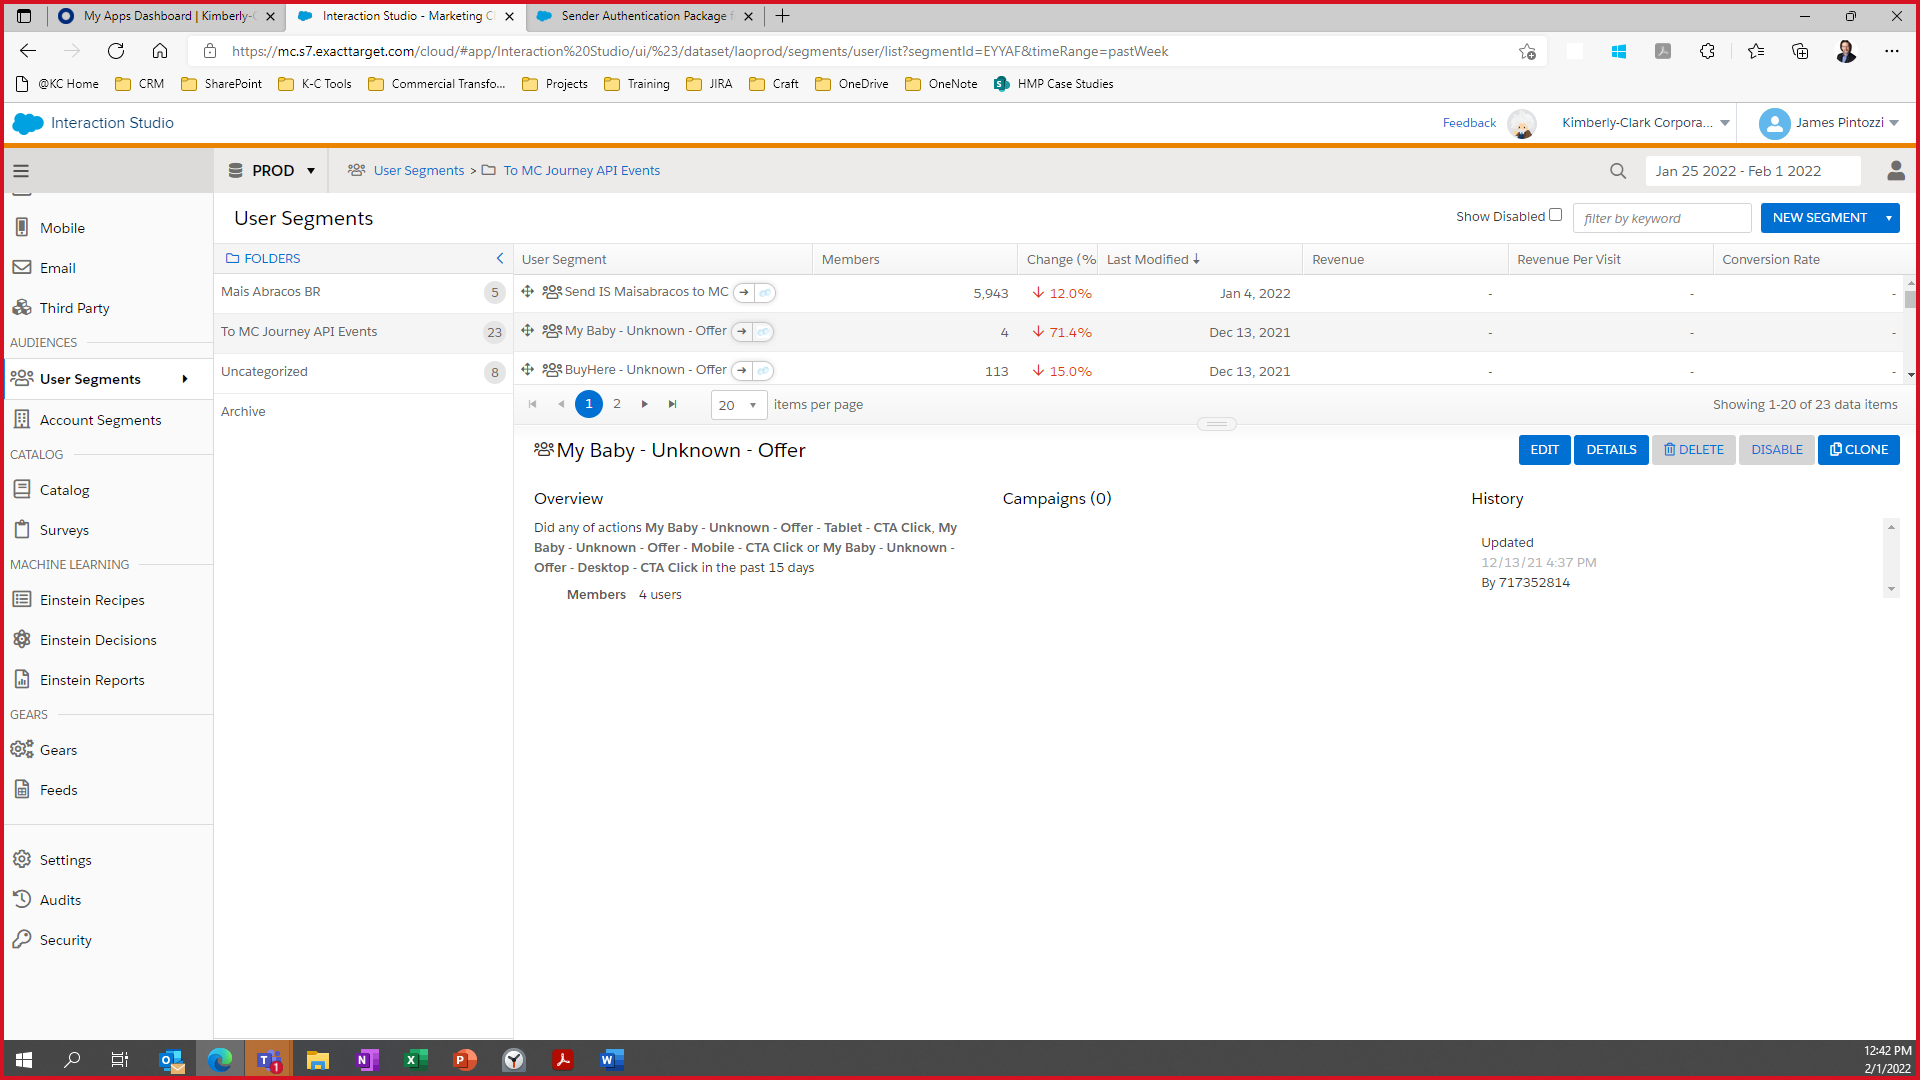 My Apps Dashboard | Kimberly-C
Interaction Studio - Marketing C
Sender Authentication Package f
https://mc.s7.exacttarget.com/cloud/#app/Interaction%20Studio/ui/%23/dataset/laoprod/segments/user/list?segmentId=EYYAF&timeRange=pastWeek
@KC Home
CRM
SharePoint
K-C Tools
Commercial Transfo...
Projects
Training
JIRA
Craft
OneDrive
OneNote
HMP Case Studies
Interaction Studio
Feedback
Kimberly-Clark Corpora...
James Pintozzi
PROD
User Segments > To MC Journey API Events
Jan 25 2022 - Feb 1 2022
Mobile
Email
Third Party
AUDIENCES
User Segments
Account Segments
CATALOG
Catalog
Surveys
MACHINE LEARNING
Einstein Recipes
Einstein Decisions
Einstein Reports
GEARS
Gears
Feeds
Settings
Audits
Security
User Segments
Show Disabled
filter by keyword
NEW SEGMENT
FOLDERS
Mais Abracos BR 5
To MC Journey API Events 23
Uncategorized 8
Archive
User Segment Members Change (% Last Modified Revenue Revenue Per Visit Conversion Rate
Send IS Maisabracos to MC 5,943 12.0% Jan 4, 2022 - - -
My Baby - Unknown - Offer 4 71.4% Dec 13, 2021 - - -
BuyHere - Unknown - Offer 113 15.0% Dec 13, 2021 - - -
1 2 20 items per page
Showing 1-20 of 23 data items
My Baby - Unknown - Offer
EDIT DETAILS DELETE DISABLE CLONE
Overview
Did any of actions My Baby - Unknown - Offer - Tablet - CTA Click, My
Baby - Unknown - Offer - Mobile - CTA Click or My Baby - Unknown -
Offer - Desktop - CTA Click in the past 15 days
Members 4 users
Campaigns (0)
History
Updated
12/13/21 4:37 PM
By 717352814
1
12:42 PM
2/1/2022